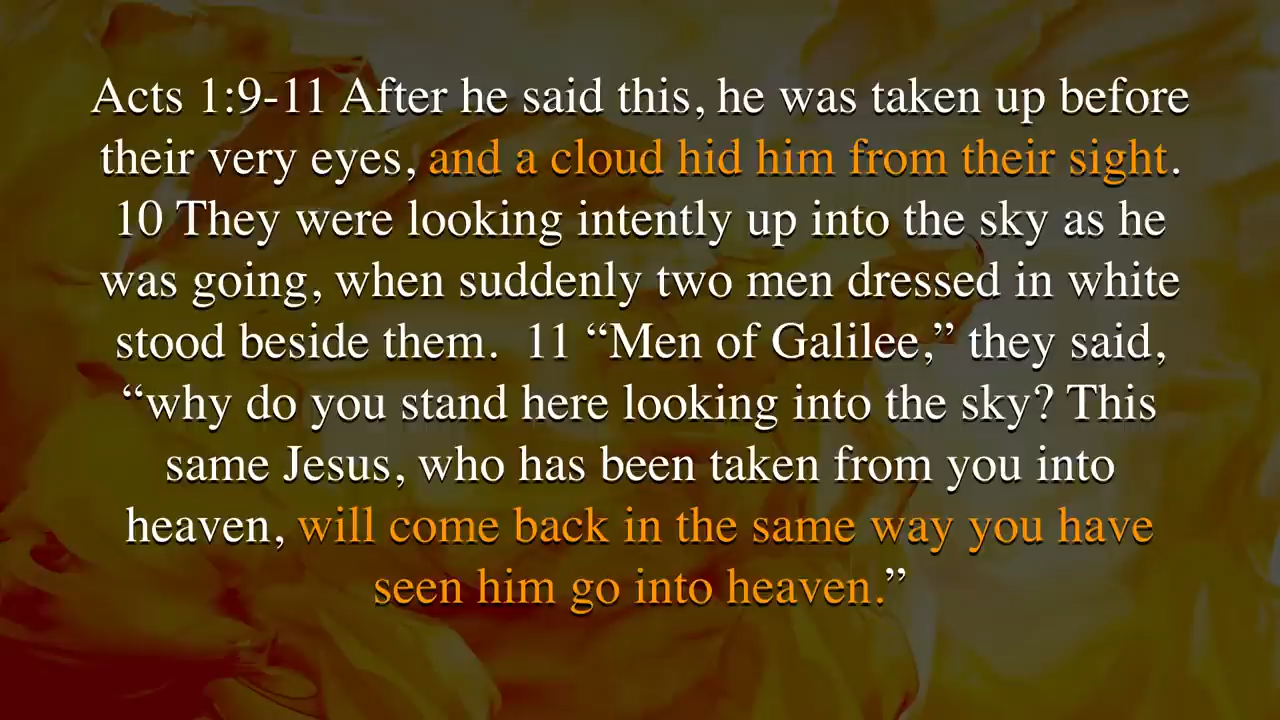 Acts 1:9-11 After he said this, he was taken up before
their very eyes, and a cloud hid him from their sight.
10 They were looking intently up into the sky as he
was going, when suddenly two men dressed in white
stood beside them.  11 “Men of Galilee,” they said,
“why do you stand here looking into the sky? This
same Jesus, who has been taken from you into
heaven, will come back in the same way you have
seen him go into heaven.”